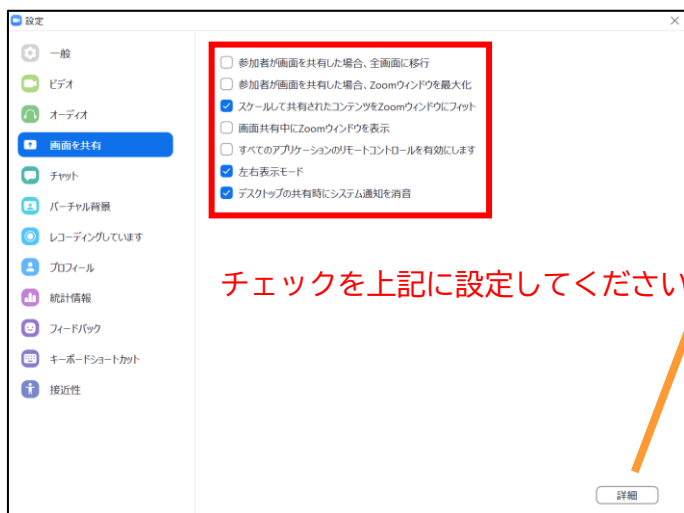 設定
一般
ビデオ
オーディオ
画面を共有
チャット
バーチャル背景
レコーディングしています
プロフィール
統計情報
フィードバック
キーボードショートカット
接近性
参加者が画面を共有した場合、全画面に移行
参加者が画面を共有した場合、Zoomウィンドウを最大化
スケールして共有されたコンテンツをZoomウィンドウにフィット
画面共有中にZoomウィンドウを表示
すべてのアプリケーションのリモートコントロールを有効にします
左右表示モード
デスクトップの共有時にシステム通知を消音
チェックを上記に設定してください
詳細